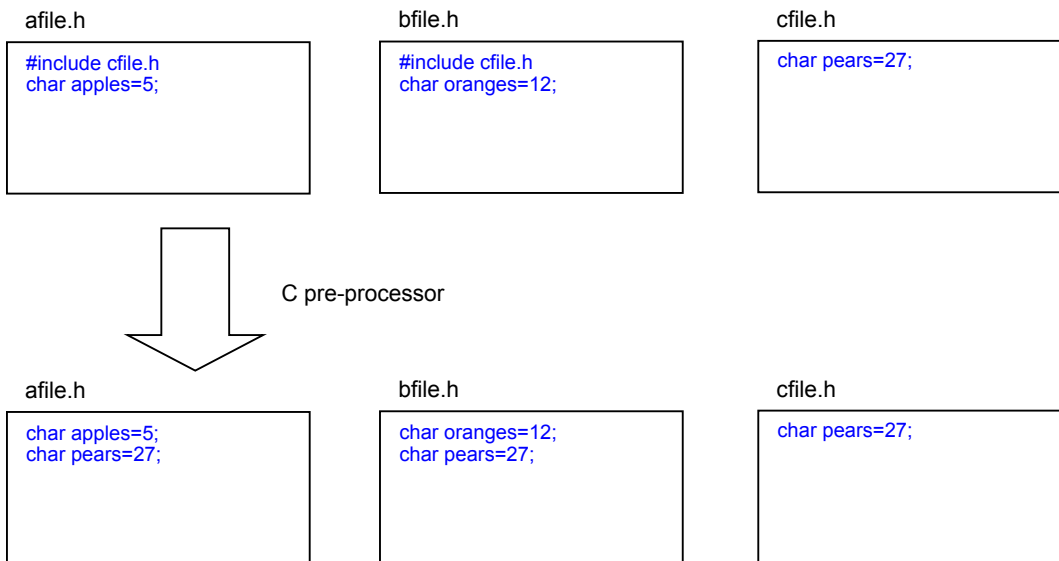 afile.h
bfile.h
cfile.h
#include cfile.h
char apples=5;
#include cfile.h
char oranges=12;
char pears=27;
C pre-processor
afile.h
bfile.h
cfile.h
char apples=5;
char pears=27;
char oranges=12;
char pears=27;
char pears=27;